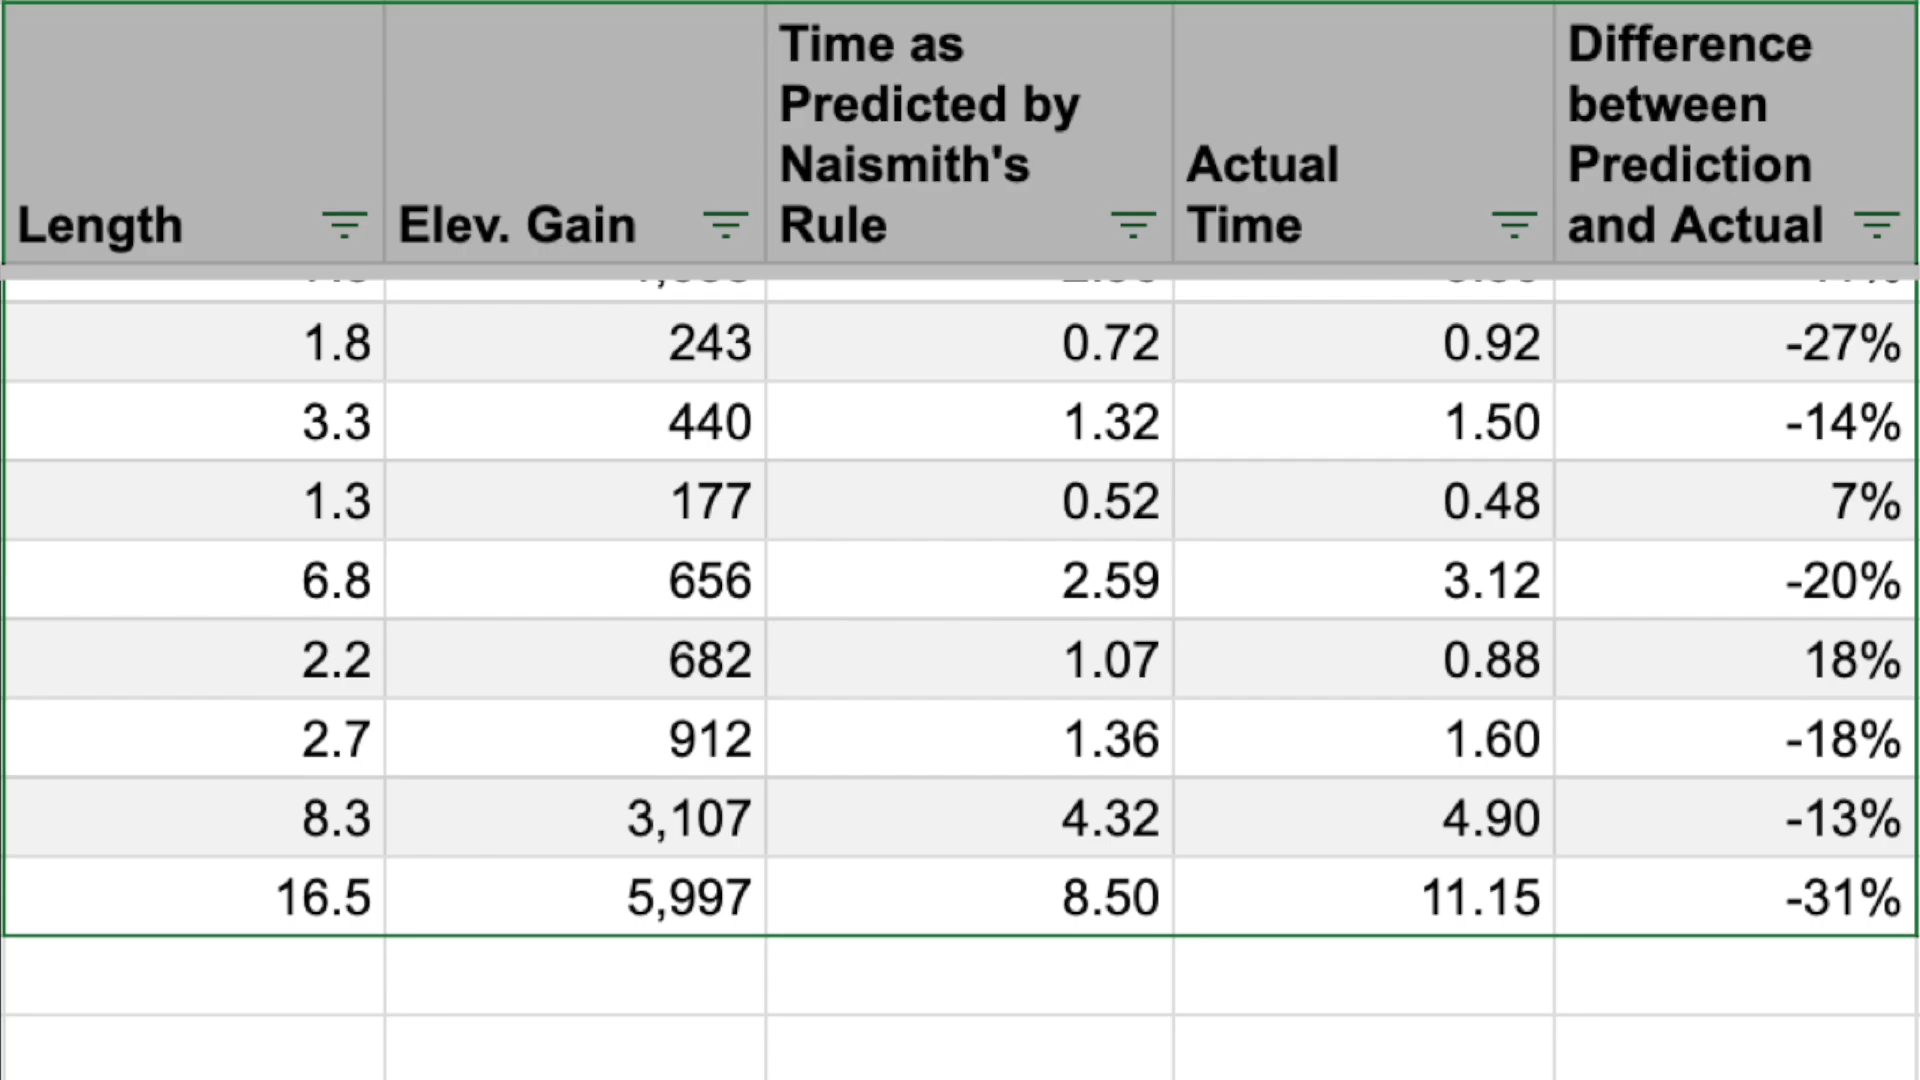 Length Elev. Gain Time as Predicted by Naismith's Rule Actual Time Difference between Prediction and Actual
1.8 243 0.72 0.92 -27%
3.3 440 1.32 1.50 -14%
1.3 177 0.52 0.48 7%
6.8 656 2.59 3.12 -20%
2.2 682 1.07 0.88 18%
2.7 912 1.36 1.60 -18%
8.3 3,107 4.32 4.90 -13%
16.5 5,997 8.50 11.15 -31%